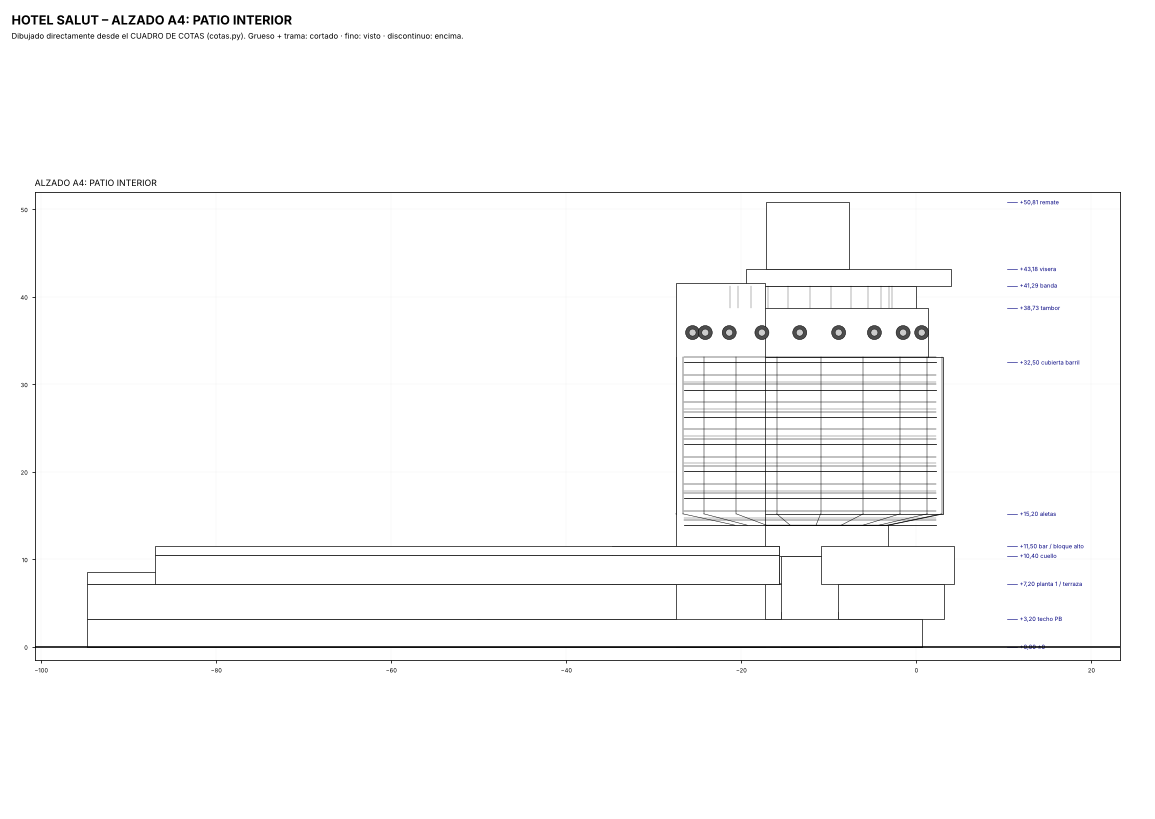 HOTEL SALUT – ALZADO A4: PATIO INTERIOR
Dibujado directamente desde el CUADRO DE COTAS (cotas.py). Grueso + trama: cortado · fino: visto · discontinuo: encima.
ALZADO A4: PATIO INTERIOR
50
+50,81 remate
+43,18 visera
+41,29 banda
40
+38,73 tambor
+32,50 cubierta barril
30
20
+15,20 aletas
+11,50 bar / bloque alto
10
+10,40 cuello
+7,20 planta 1 / terraza
+3,20 techo PB
0
−100
−80
−60
−40
−20
0
20